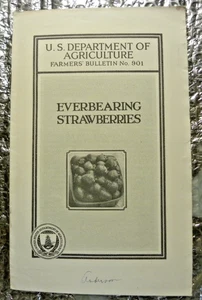 U. S. DEPARTMENT OF
AGRICULTURE
FARMERS' BULLETIN No. 901
EVERBEARING
STRAWBERRIES